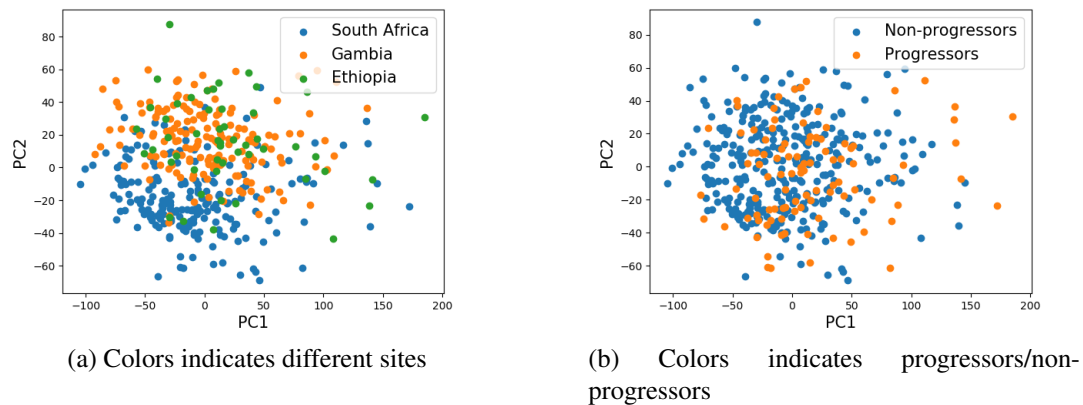 South Africa
Gambia
Ethiopia
80
60
40
20
0
−20
−40
−60
PC2
−100
−50
0
50
100
150
200
PC1
(a) Colors indicates different sites
Non-progressors
Progressors
80
60
40
20
0
−20
−40
−60
PC2
−100
−50
0
50
100
150
200
PC1
(b) Colors indicates progressors/non-
progressors